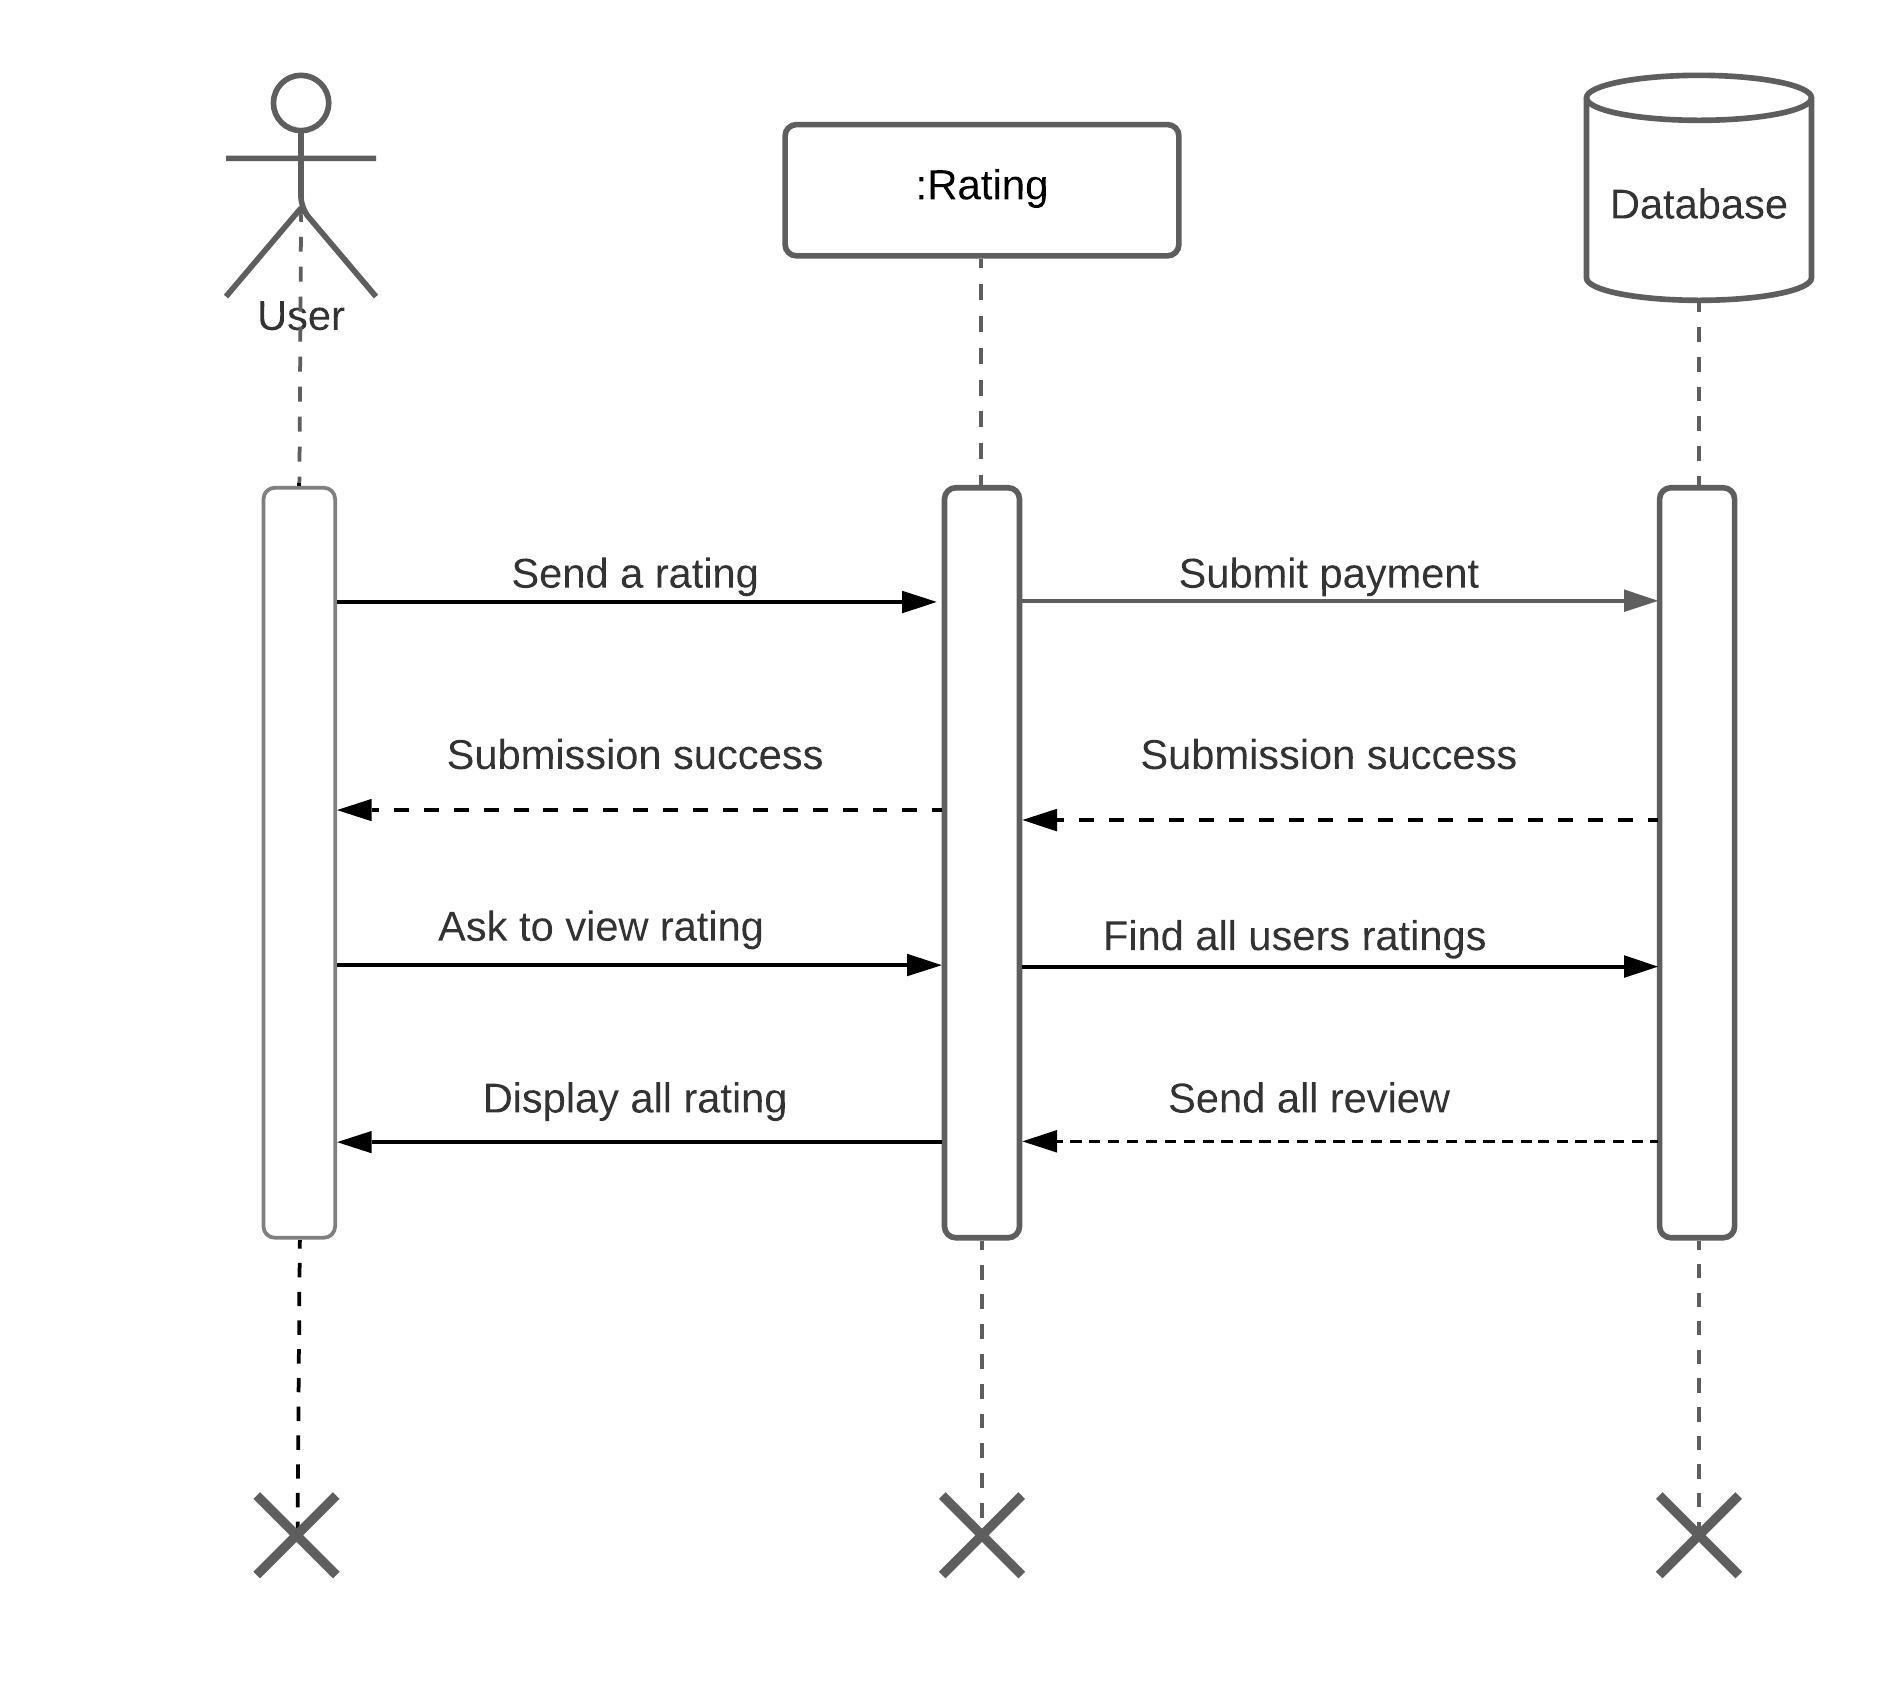 :Rating
Database
User
Send a rating
Submit payment
Submission success
Submission success
Ask to view rating
Find all users ratings
Display all rating
Send all review